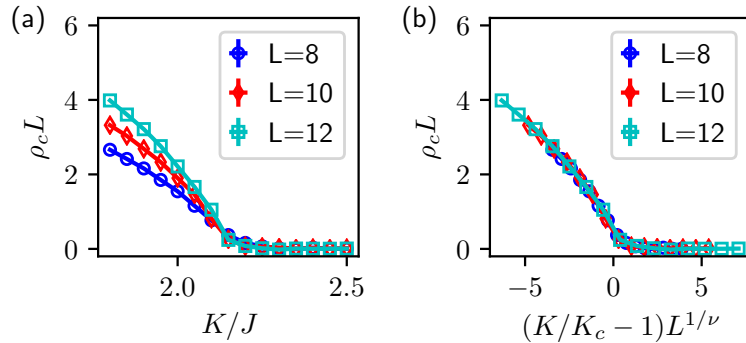 (a)
6
4
2
0
ρ_c L
L=8
L=10
L=12
2.0
2.5
K/J
(b)
6
4
2
0
ρ_c L
L=8
L=10
L=12
−5
0
5
(K/K_c − 1)L^{1/ν}